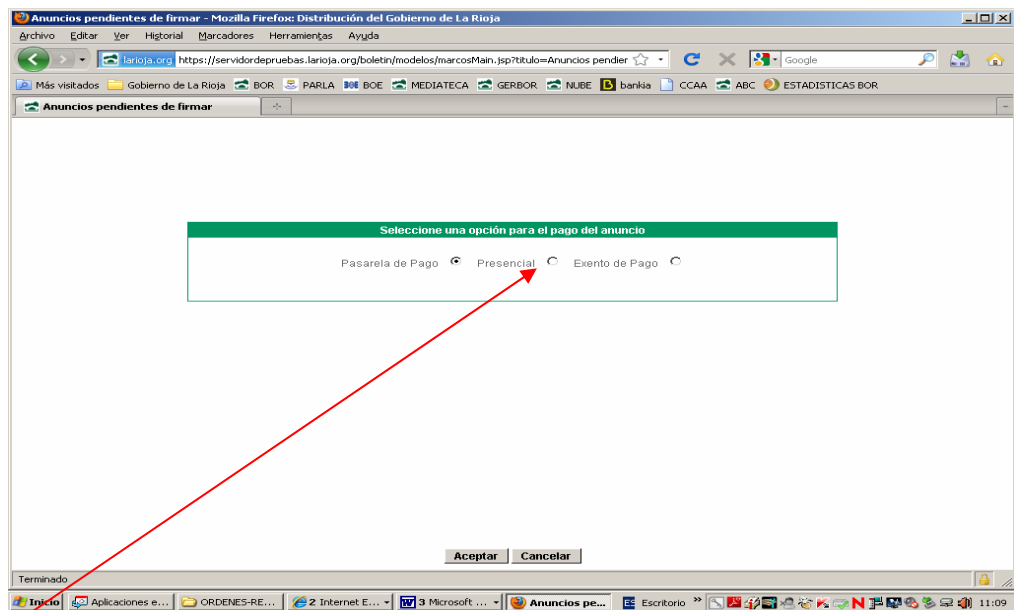 Anuncios pendientes de firmar - Mozilla Firefox: Distribución del Gobierno de La Rioja
Archivo Editar Ver Historial Marcadores Herramientas Ayuda
larioja.org https://servidordepruebas.larioja.org/boletin/modelos/marcosMain.jsp?titulo=Anuncios pendier Google
Más visitados Gobierno de La Rioja BOR PARLA BOE BOE MEDIATECA GERBOR NUBE bankia CCAA ABC ESTADISTICAS BOR
Anuncios pendientes de firmar
Seleccione una opción para el pago del anuncio
Pasarela de Pago Presencial Exento de Pago
Aceptar Cancelar
Terminado
Inicio Aplicaciones e... ORDENES-RE... 2 Internet E... 3 Microsoft ... Anuncios pe... ES Escritorio » 11:09